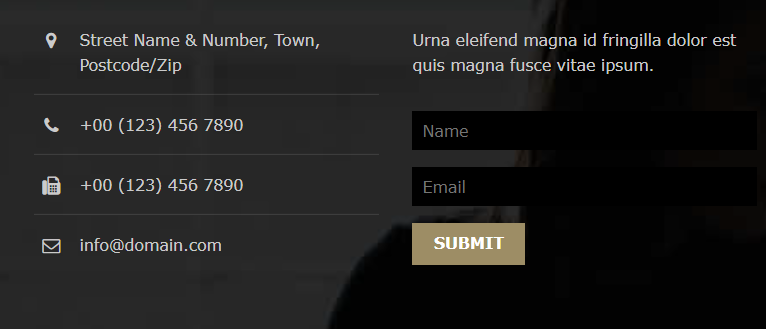 Street Name & Number, Town,
Postcode/Zip
+00 (123) 456 7890
+00 (123) 456 7890
info@domain.com
Urna eleifend magna id fringilla dolor est
quis magna fusce vitae ipsum.
Name
Email
SUBMIT